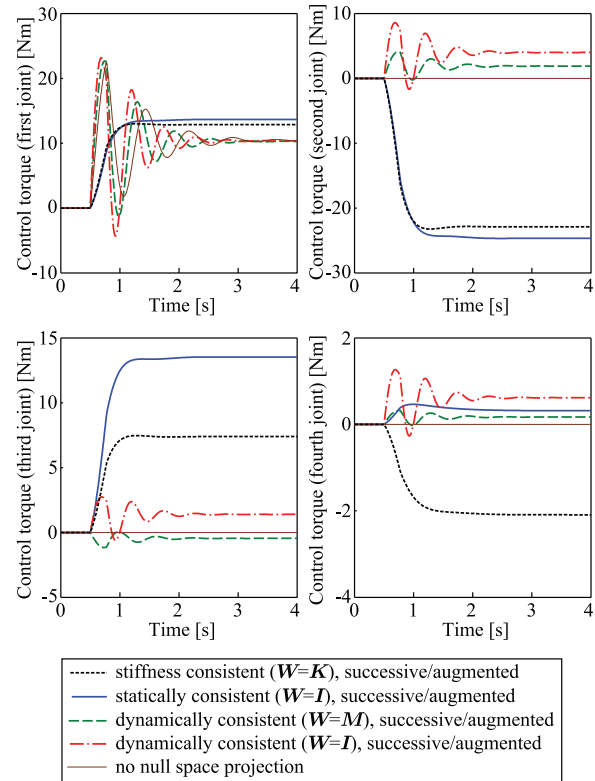 Control torque (first joint) [Nm]
30
20
10
0
-10
0 1 2 3 4
Time [s]
Control torque (second joint) [Nm]
10
0
-10
-20
-30
0 1 2 3 4
Time [s]
Control torque (third joint) [Nm]
15
10
5
0
-5
0 1 2 3 4
Time [s]
Control torque (fourth joint) [Nm]
2
0
-2
-4
0 1 2 3 4
Time [s]
stiffness consistent (W=K), successive/augmented
statically consistent (W=I), successive/augmented
dynamically consistent (W=M), successive/augmented
dynamically consistent (W=I), successive/augmented
no null space projection